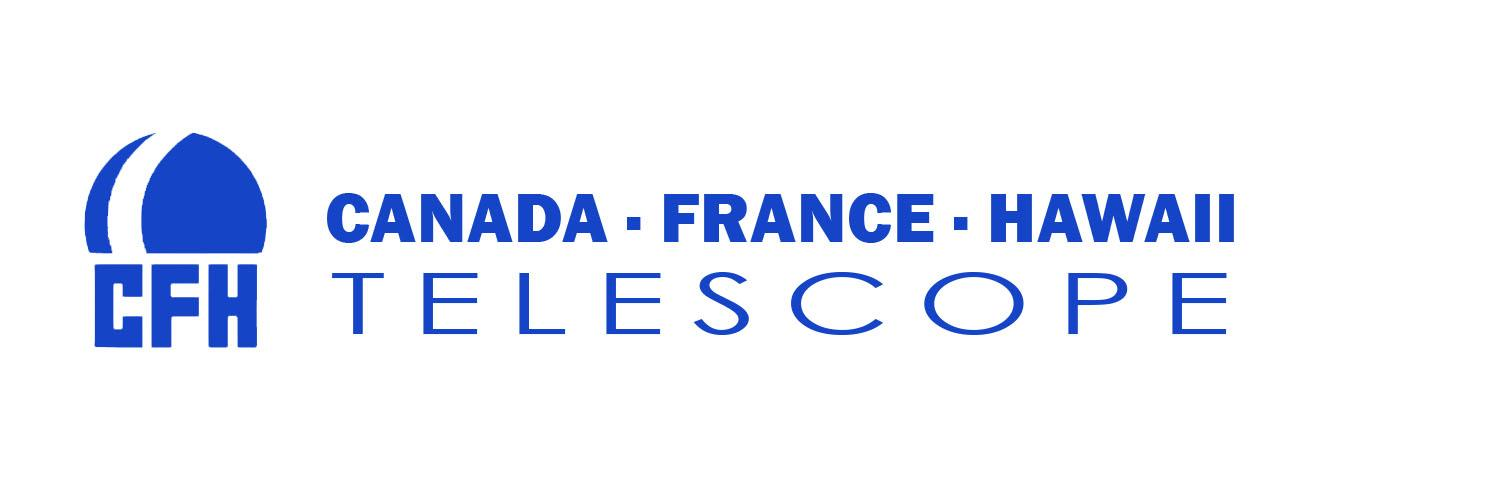 CFH
CANADA · FRANCE · HAWAII
TELESCOPE